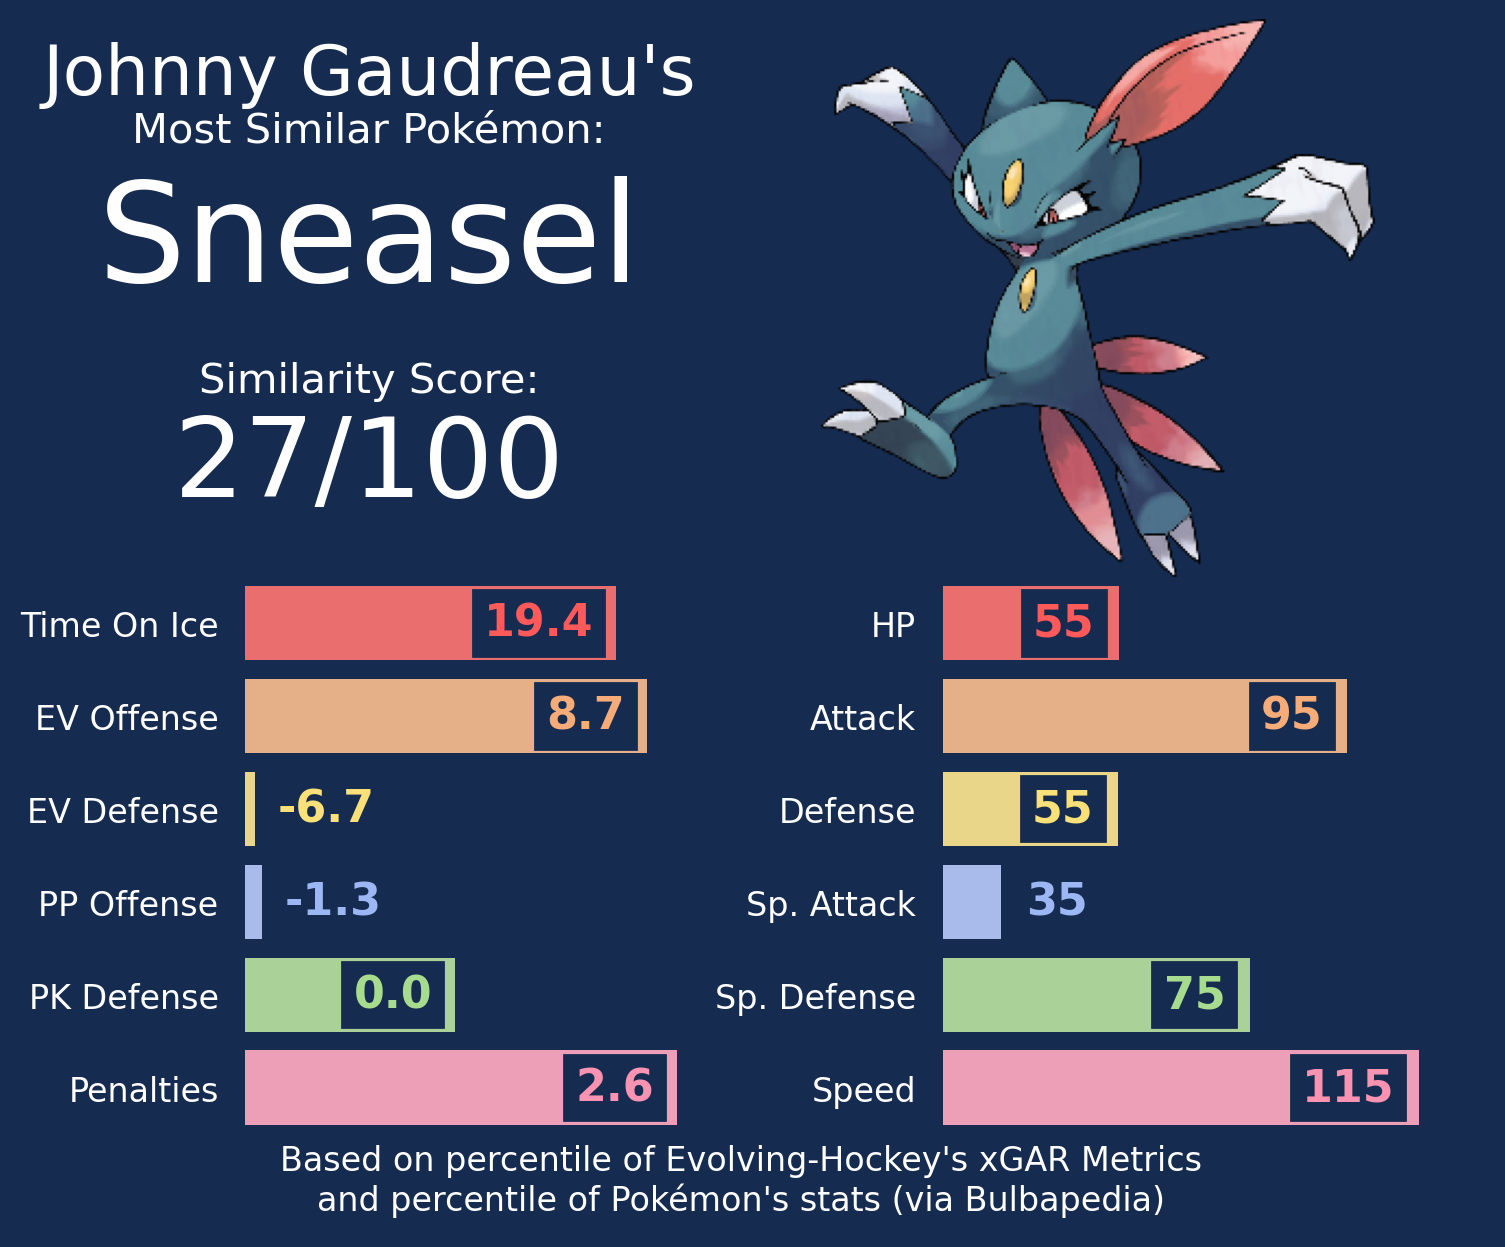 Johnny Gaudreau's
Most Similar Pokémon:
Sneasel
Similarity Score:
27/100
Time On Ice 19.4
EV Offense 8.7
EV Defense -6.7
PP Offense -1.3
PK Defense 0.0
Penalties 2.6
HP 55
Attack 95
Defense 55
Sp. Attack 35
Sp. Defense 75
Speed 115
Based on percentile of Evolving-Hockey's xGAR Metrics
and percentile of Pokémon's stats (via Bulbapedia)